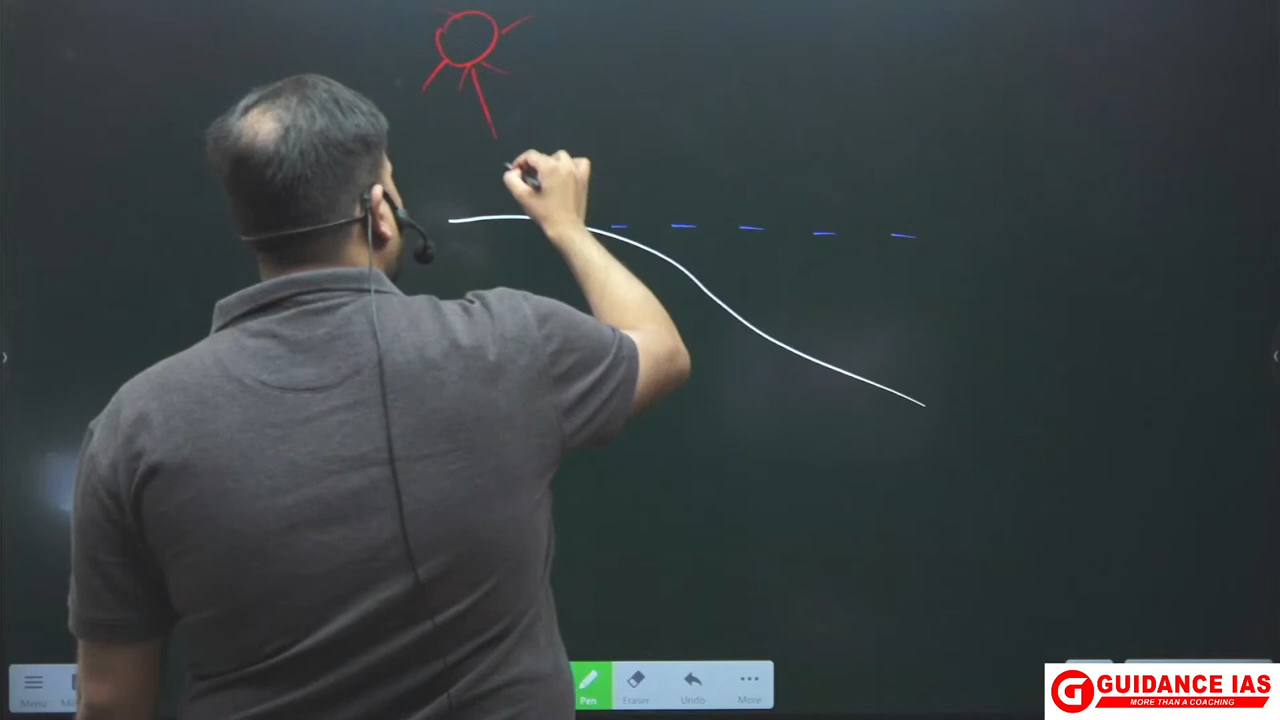 Menu
Pen
Eraser
Undo
More
GUIDANCE IAS
MORE THAN A COACHING